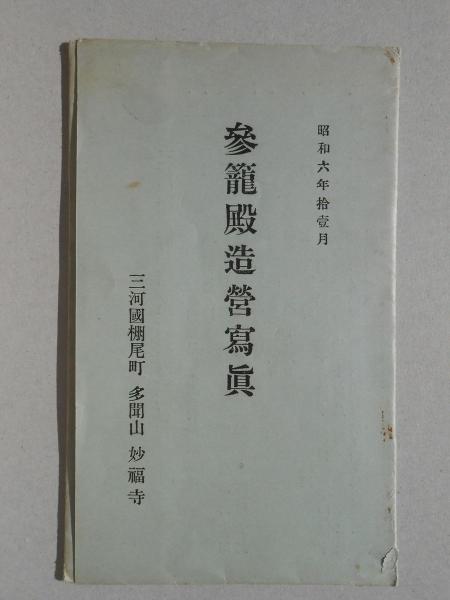 昭和六年拾壹月
參籠殿造營寫眞
三河國棚尾町 多聞山 妙福寺